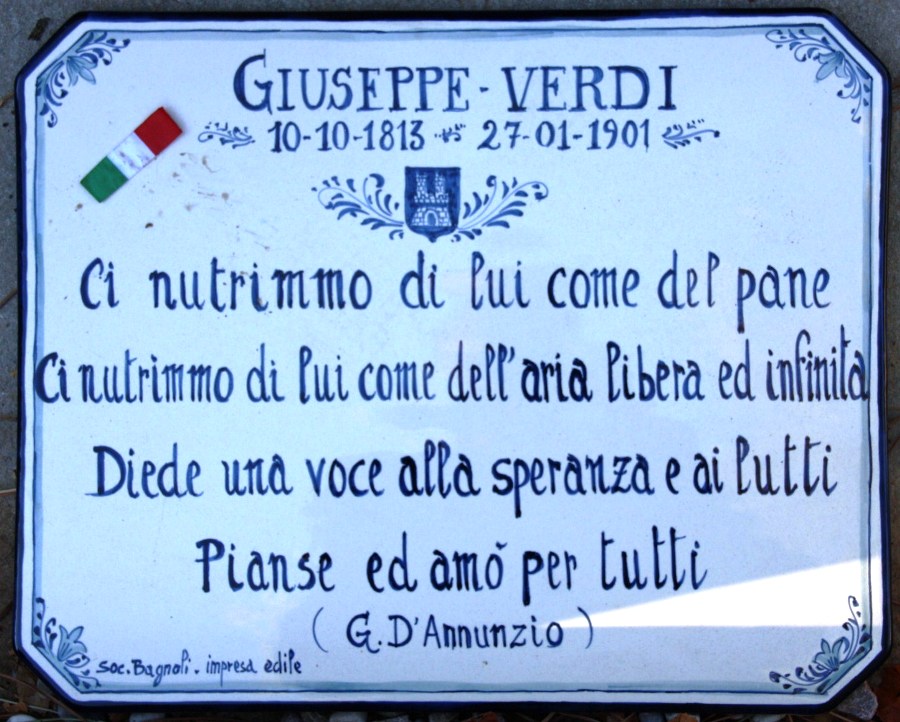 GIUSEPPE - VERDI
10-10-1813 27-01-1901
Ci nutrimmo di lui come del pane
Ci nutrimmo di lui come dell'aria libera ed infinita
Diede una voce alla speranza e ai lutti
Pianse ed amò per tutti
( G. D'Annunzio )
soc. Bagnoli. impresa edile